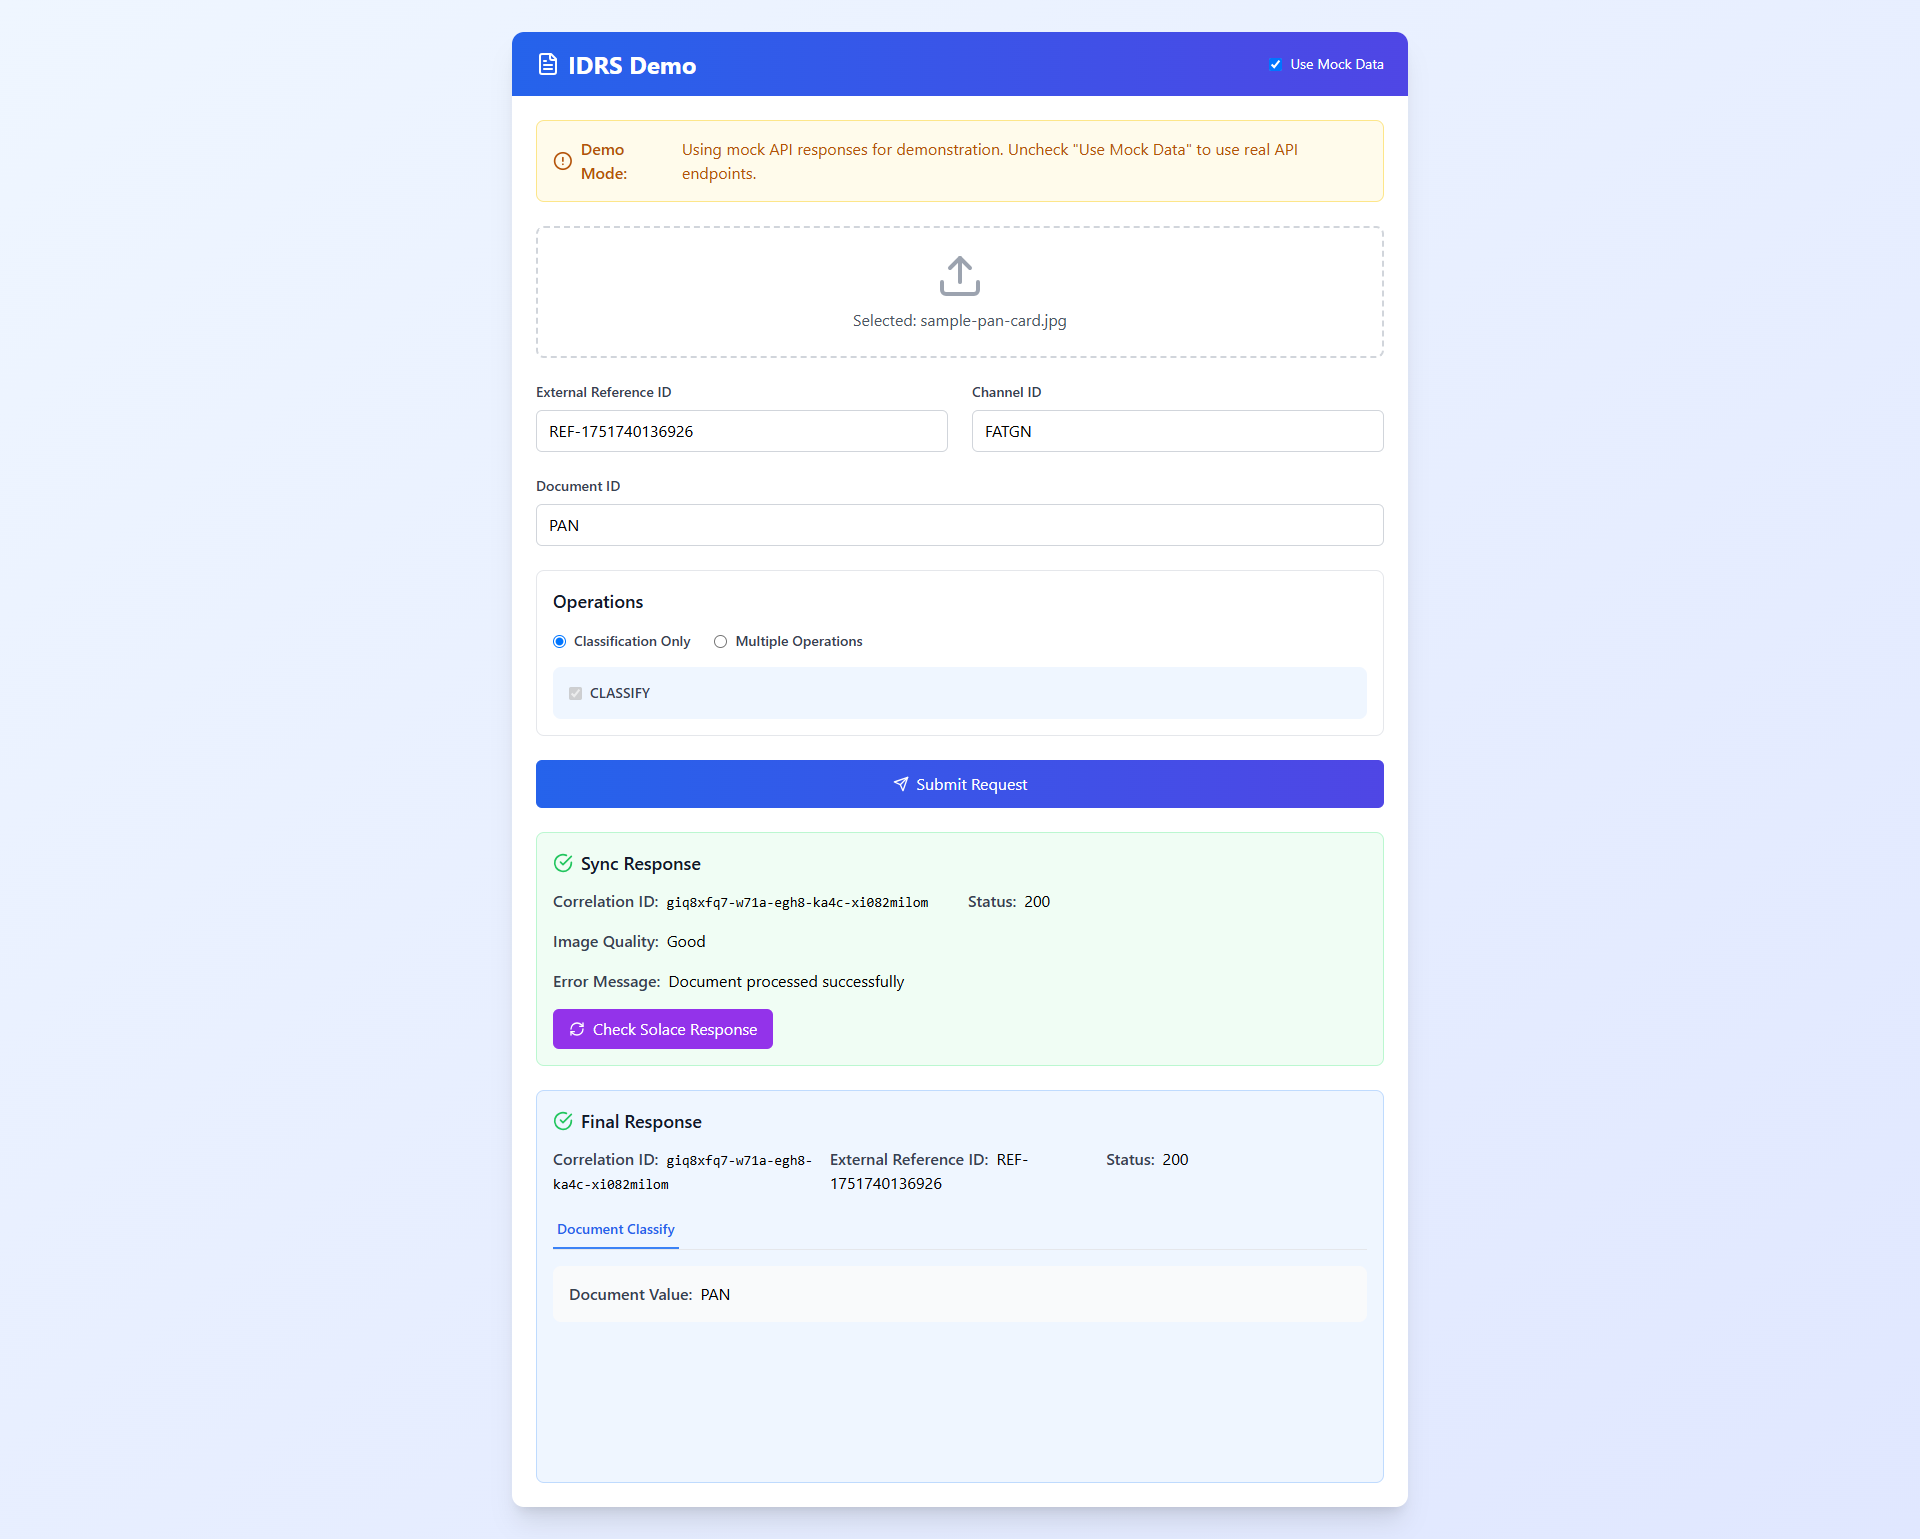 IDRS Demo
Use Mock Data
Demo Mode:
Using mock API responses for demonstration. Uncheck "Use Mock Data" to use real API
endpoints.
Selected: sample-pan-card.jpg
External Reference ID
Channel ID
REF-1751740136926
FATGN
Document ID
PAN
Operations
Classification Only
Multiple Operations
CLASSIFY
Submit Request
Sync Response
Correlation ID: giq8xfq7-w71a-egh8-ka4c-xi082milom
Status: 200
Image Quality: Good
Error Message: Document processed successfully
Check Solace Response
Final Response
Correlation ID: giq8xfq7-w71a-egh8-
ka4c-xi082milom
External Reference ID: REF-
1751740136926
Status: 200
Document Classify
Document Value: PAN